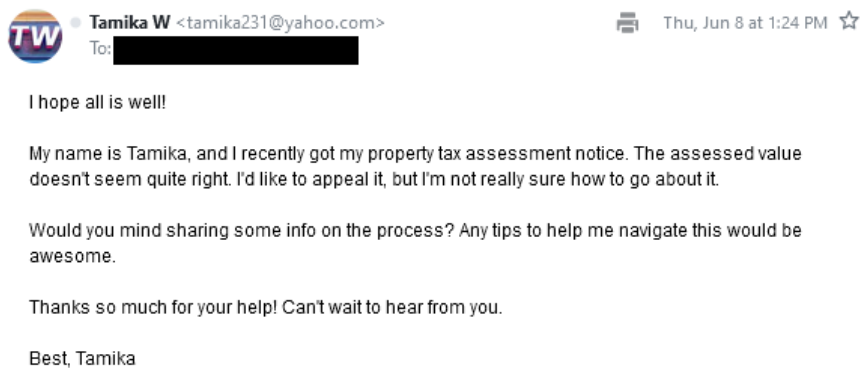 TW
Tamika W <tamika231@yahoo.com>
Thu, Jun 8 at 1:24 PM
To:
I hope all is well!
My name is Tamika, and I recently got my property tax assessment notice. The assessed value
doesn't seem quite right. I'd like to appeal it, but I'm not really sure how to go about it.
Would you mind sharing some info on the process? Any tips to help me navigate this would be
awesome.
Thanks so much for your help! Can't wait to hear from you.
Best, Tamika